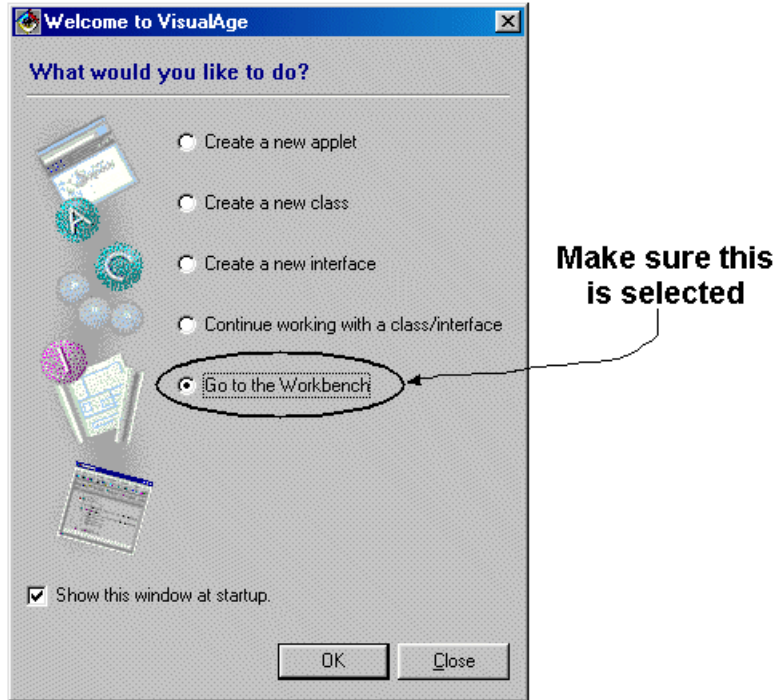 Welcome to VisualAge
What would you like to do?
Create a new applet
Create a new class
Create a new interface
Continue working with a class/interface
Go to the Workbench
Make sure this
is selected
Show this window at startup.
OK
Close
A
C
I